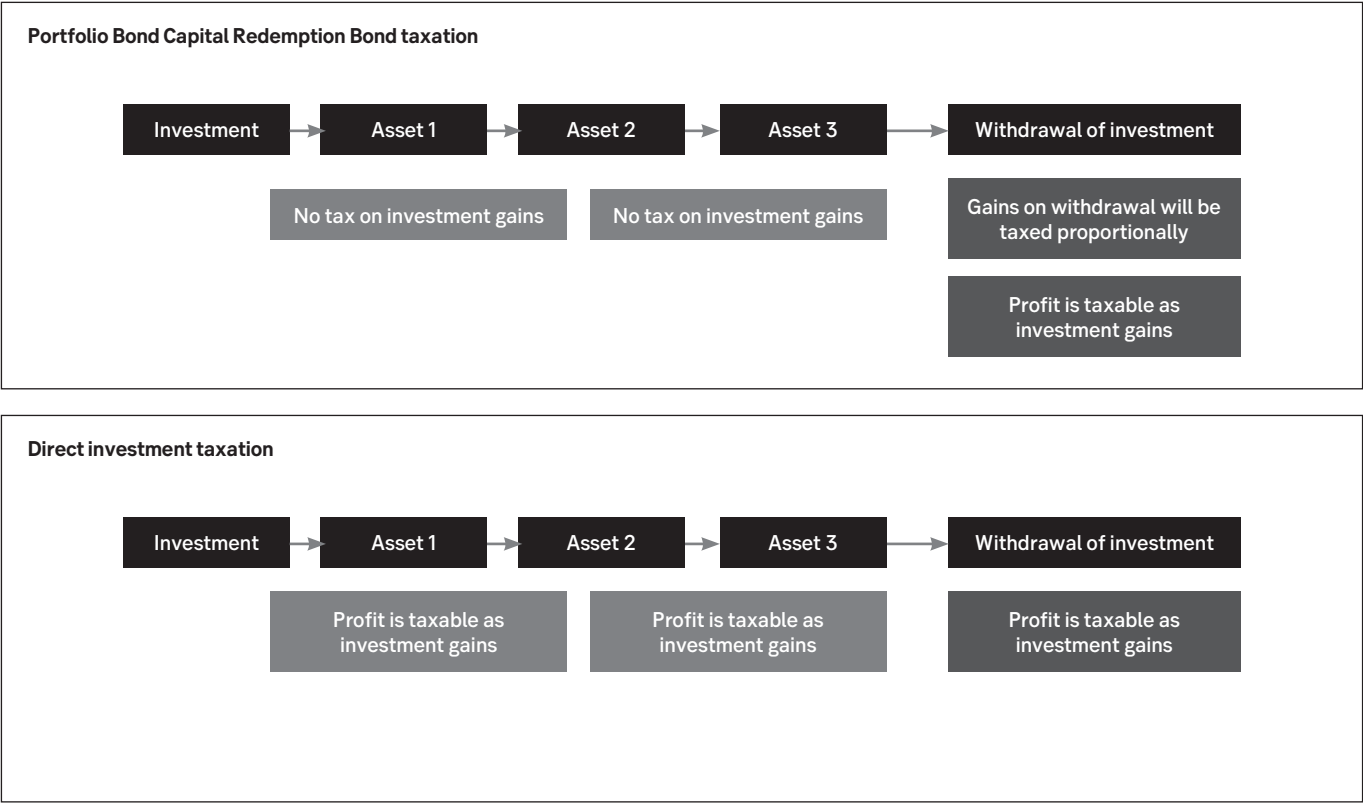 Portfolio Bond Capital Redemption Bond taxation
Investment
Asset 1
Asset 2
Asset 3
Withdrawal of investment
No tax on investment gains
No tax on investment gains
Gains on withdrawal will be
taxed proportionally
Profit is taxable as
investment gains
Direct investment taxation
Investment
Asset 1
Asset 2
Asset 3
Withdrawal of investment
Profit is taxable as
investment gains
Profit is taxable as
investment gains
Profit is taxable as
investment gains